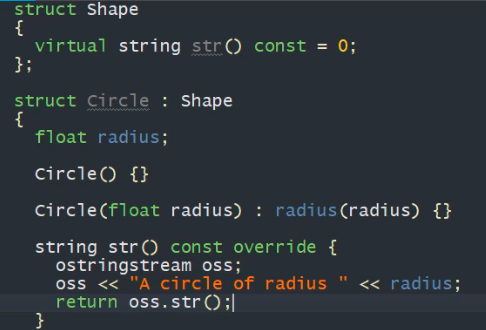 struct Shape
{
  virtual string str() const = 0;
};

struct Circle : Shape
{
  float radius;

  Circle() {}

  Circle(float radius) : radius(radius) {}

  string str() const override {
    ostringstream oss;
    oss << "A circle of radius " << radius;
    return oss.str();
  }